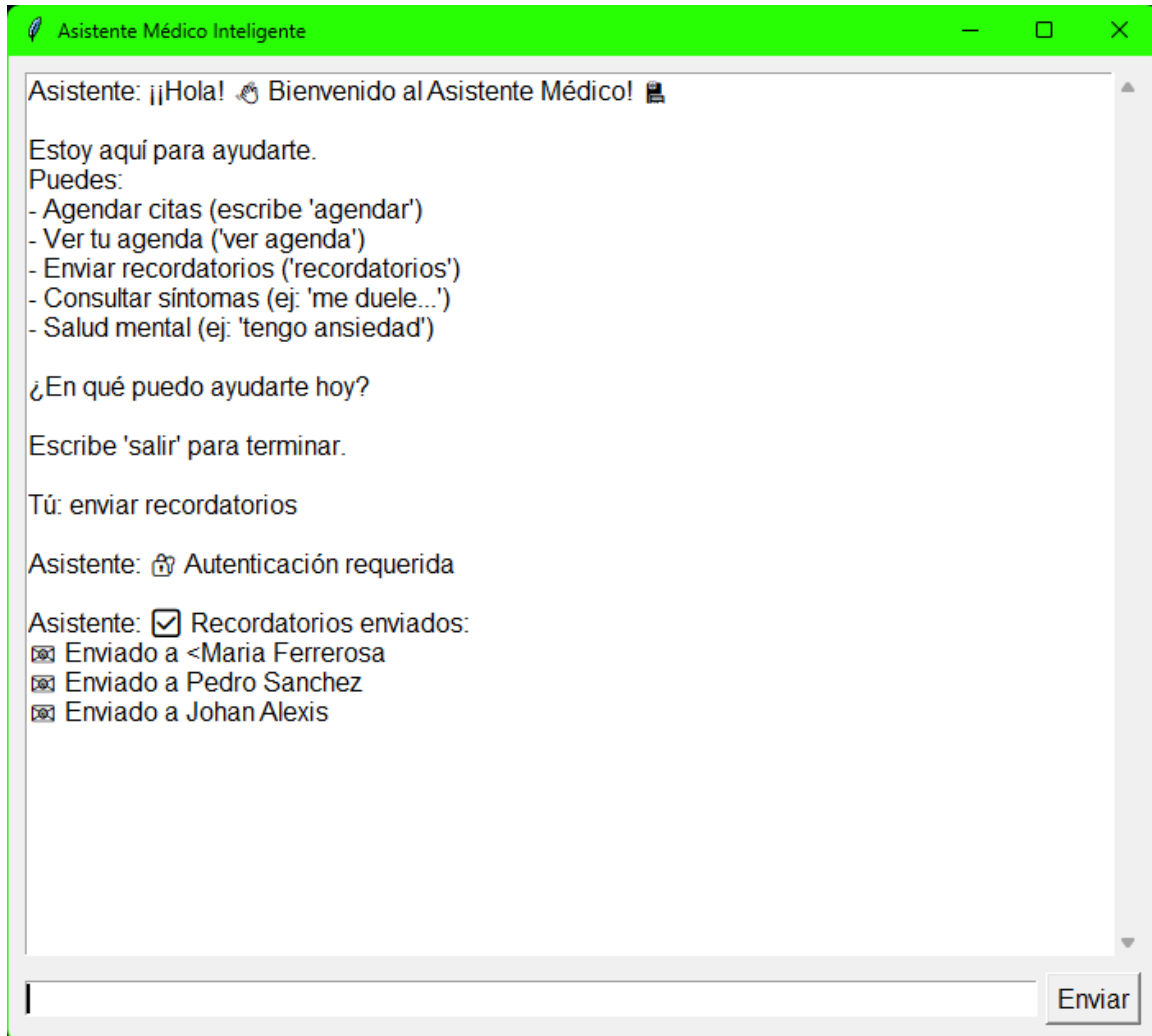 Asistente Médico Inteligente
Asistente: ¡¡Hola! 👋 Bienvenido al Asistente Médico! 🏥
Estoy aquí para ayudarte.
Puedes:
- Agendar citas (escribe 'agendar')
- Ver tu agenda ('ver agenda')
- Enviar recordatorios ('recordatorios')
- Consultar síntomas (ej: 'me duele...')
- Salud mental (ej: 'tengo ansiedad')
¿En qué puedo ayudarte hoy?
Escribe 'salir' para terminar.
Tú: enviar recordatorios
Asistente: 🔐 Autenticación requerida
Asistente: ✅ Recordatorios enviados:
📧 Enviado a <Maria Ferrerosa
📧 Enviado a Pedro Sanchez
📧 Enviado a Johan Alexis
Enviar